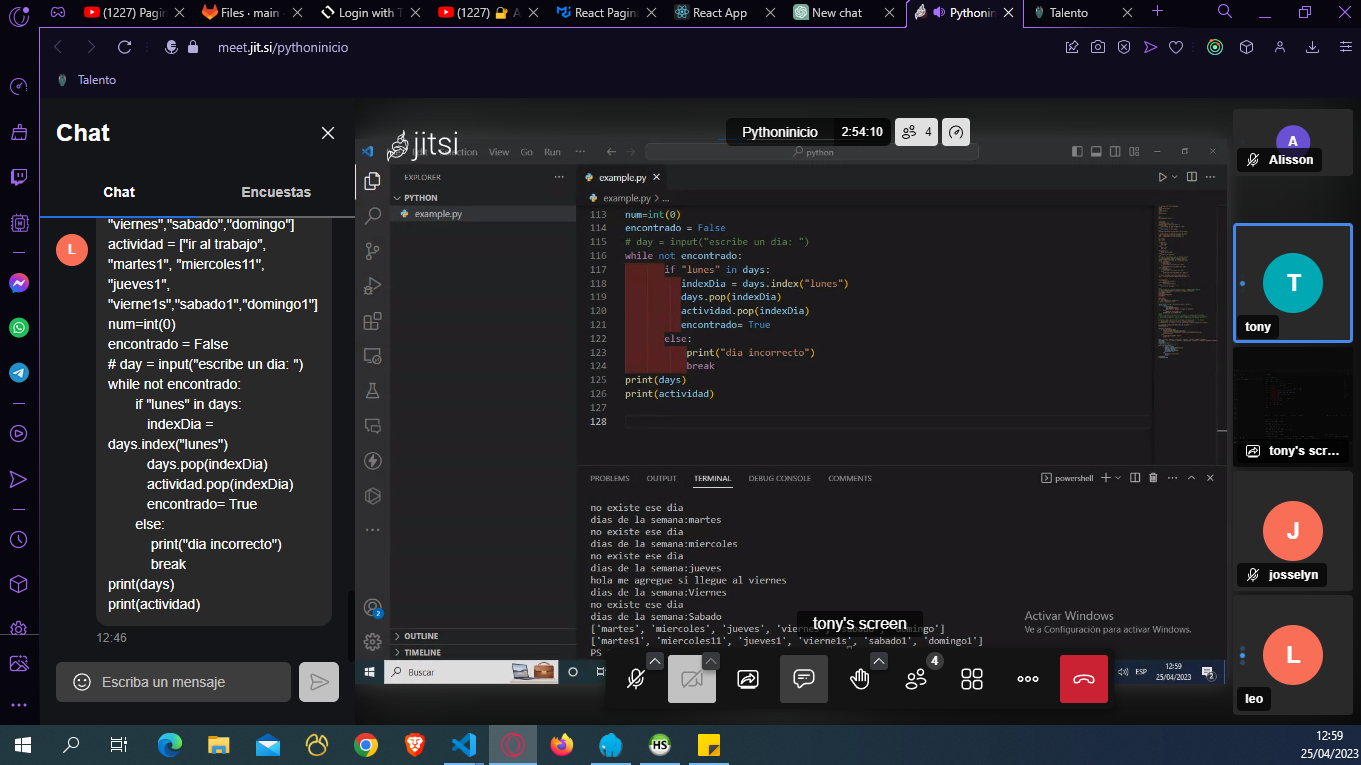 (1227) Pagin
Files · main
Login with T
(1227) 🔐 A
React Pagina
React App
New chat
Pythonin
Talento
meet.jit.si/pythoninicio
Talento
Chat
Chat
Encuestas
"viernes","sabado","domingo"]
actividad = ["ir al trabajo",
"martes1", "miercoles11",
"jueves1",
"vierne1s","sabado1","domingo1"]
num=int(0)
encontrado = False
# day = input("escribe un dia: ")
while not encontrado:
if "lunes" in days:
indexDia =
days.index("lunes")
days.pop(indexDia)
actividad.pop(indexDia)
encontrado= True
else:
print("dia incorrecto")
break
print(days)
print(actividad)
12:46
L
Escriba un mensaje
jitsi
Pythoninicio
2:54:10
4
View
Go
Run
python
EXPLORER
PYTHON
example.py
OUTLINE
TIMELINE
example.py
example.py > ...
113 num=int(0)
114 encontrado = False
115 # day = input("escribe un dia: ")
116 while not encontrado:
117 if "lunes" in days:
118 indexDia = days.index("lunes")
119 days.pop(indexDia)
120 actividad.pop(indexDia)
121 encontrado= True
122 else:
123 print("dia incorrecto")
124 break
125 print(days)
126 print(actividad)
127
128
PROBLEMS
OUTPUT
TERMINAL
DEBUG CONSOLE
COMMENTS
powershell
no existe ese dia
dias de la semana:martes
no existe ese dia
dias de la semana:miercoles
no existe ese dia
dias de la semana:jueves
hola me agregue si llegue al viernes
dias de la semana:Viernes
no existe ese dia
dias de la semana:Sabado
['martes', 'miercoles', 'jueves', 'viernes', 'sabado', 'domingo']
['martes1', 'miercoles11', 'jueves1', 'vierne1s', 'sabado1', 'domingo1']
PS
tony's screen
Activar Windows
Ve a Configuración para activar Windows.
2
Buscar
4
ESP
12:59
25/04/2023
2
A
Alisson
T
tony
tony's scr...
J
josselyn
L
leo
HS
12:59
25/04/2023